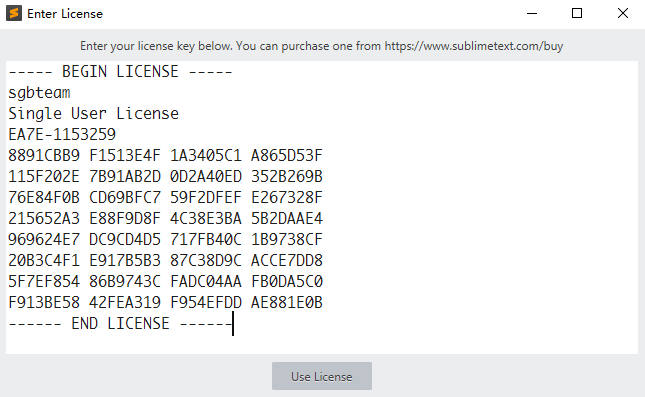 Enter License
Enter your license key below. You can purchase one from https://www.sublimetext.com/buy
----- BEGIN LICENSE -----
sgbteam
Single User License
EA7E-1153259
8891CBB9 F1513E4F 1A3405C1 A865D53F
115F202E 7B91AB2D 0D2A40ED 352B269B
76E84F0B CD69BFC7 59F2DFEF E267328F
215652A3 E88F9D8F 4C38E3BA 5B2DAAE4
969624E7 DC9CD4D5 717FB40C 1B9738CF
20B3C4F1 E917B5B3 87C38D9C ACCE7DD8
5F7EF854 86B9743C FADC04AA FB0DA5C0
F913BE58 42FEA319 F954EFDD AE881E0B
------ END LICENSE ------
Use License